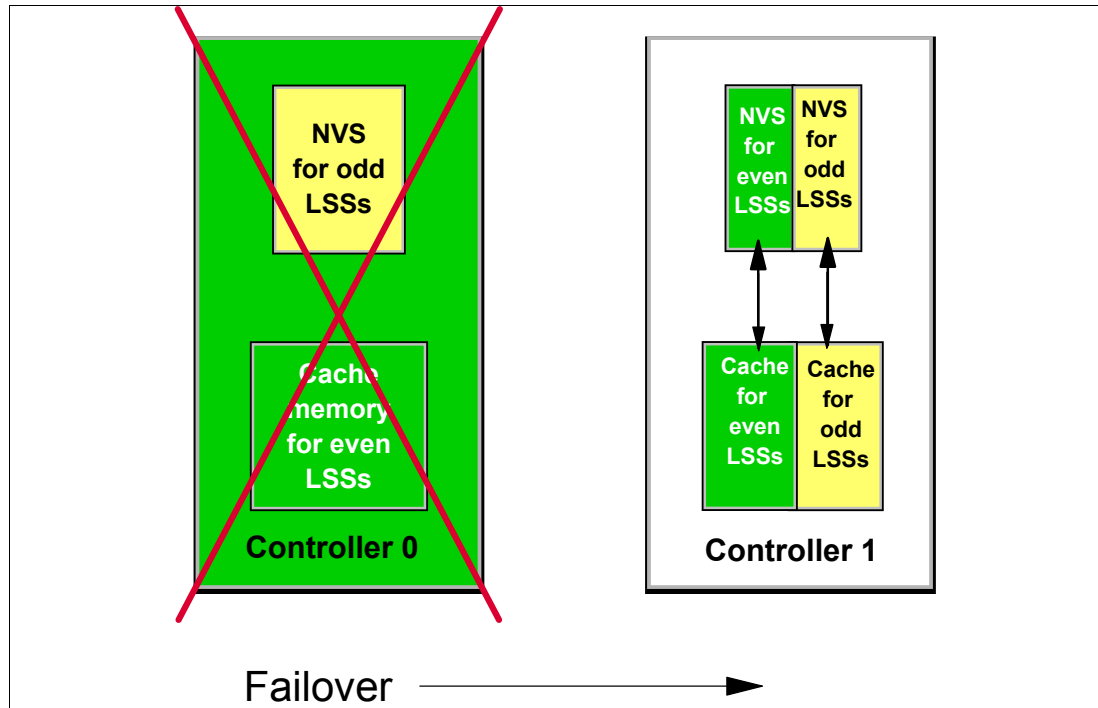 NVS
for odd
LSSs
Cache
memory
for even
LSSs
Controller 0
NVS
for
even
LSSs
NVS
for
odd
LSSs
Cache
for
even
LSSs
Cache
for
odd
LSSs
Controller 1
Failover